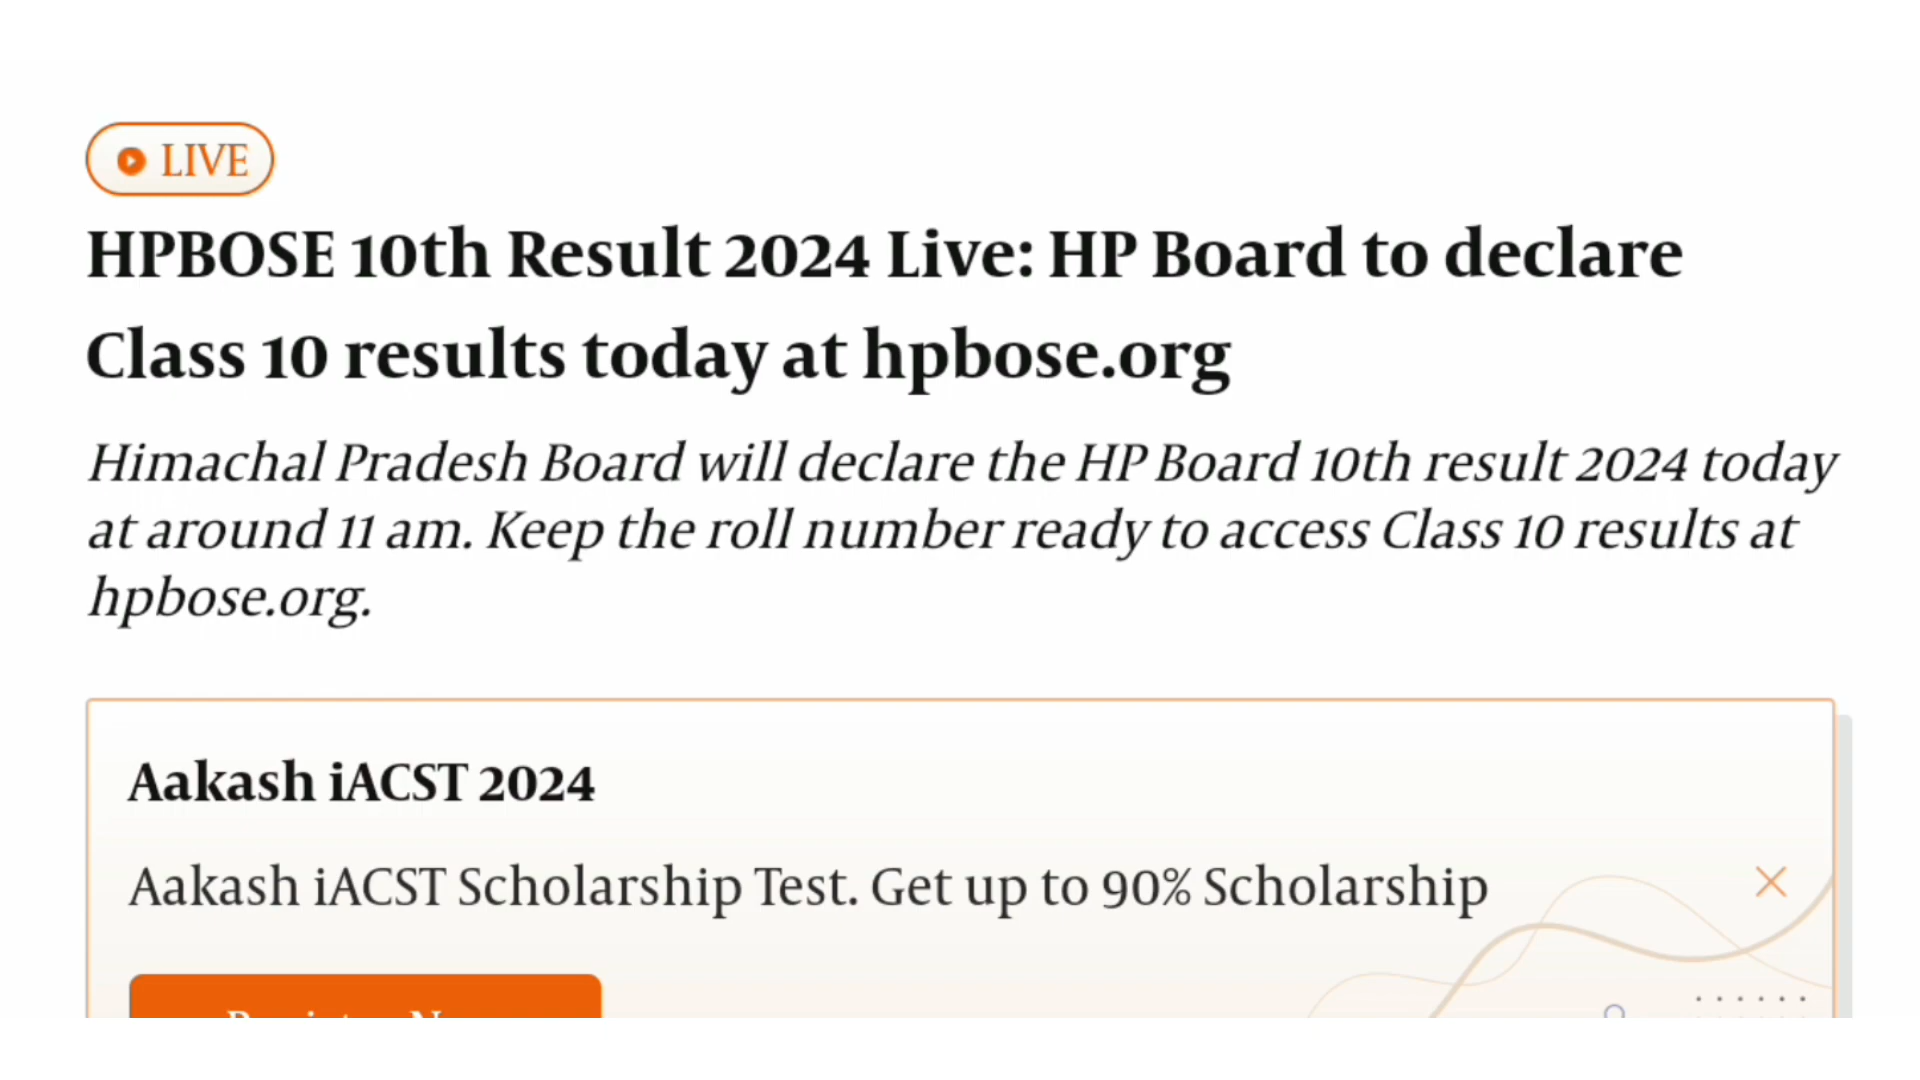 LIVE
HPBOSE 10th Result 2024 Live: HP Board to declare
Class 10 results today at hpbose.org
Himachal Pradesh Board will declare the HP Board 10th result 2024 today
at around 11 am. Keep the roll number ready to access Class 10 results at
hpbose.org.
Aakash iACST 2024
Aakash iACST Scholarship Test. Get up to 90% Scholarship